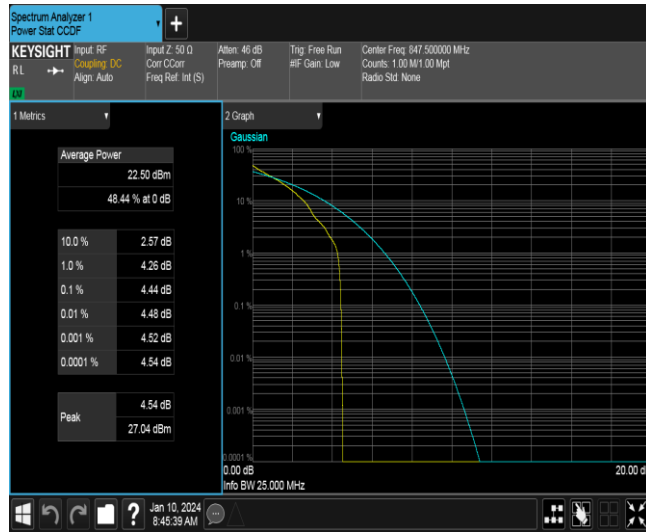 Spectrum Analyzer 1
Power Stat CCDF
+
KEYSIGHT
RL
LXI
Input: RF
Coupling: DC
Align: Auto
Input Z: 50 Ω
Corr CCorr
Freq Ref: Int (S)
Atten: 46 dB
Preamp: Off
Trig: Free Run
#IF Gain: Low
Center Freq: 847.500000 MHz
Counts: 1.00 M/1.00 Mpt
Radio Std: None
1 Metrics
Average Power
22.50 dBm
48.44 % at 0 dB
10.0 % 2.57 dB
1.0 % 4.26 dB
0.1 % 4.44 dB
0.01 % 4.48 dB
0.001 % 4.52 dB
0.0001 % 4.54 dB
Peak
4.54 dB
27.04 dBm
2 Graph
Gaussian
100 %
10 %
1 %
0.1 %
0.01 %
0.001 %
0.0001 %
0.00 dB
20.00 d
Info BW 25.000 MHz
?
Jan 10, 2024
8:45:39 AM